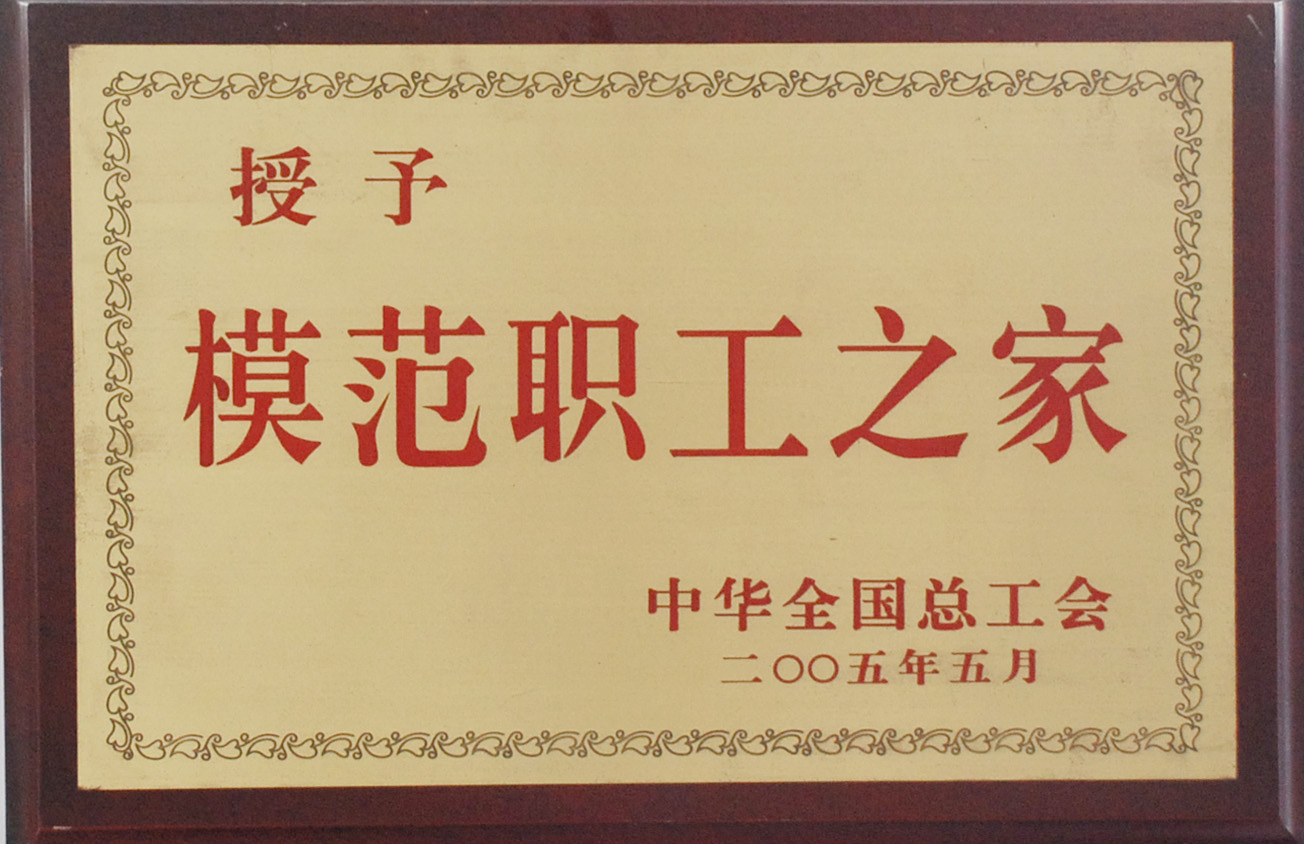 授予
模范职工之家
中华全国总工会
二〇〇五年五月